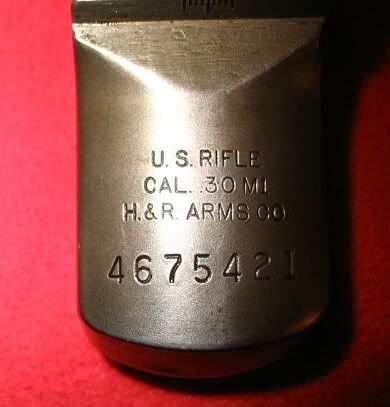 U.S. RIFLE
CAL. .30 M1
H.&R. ARMS CO
4675421